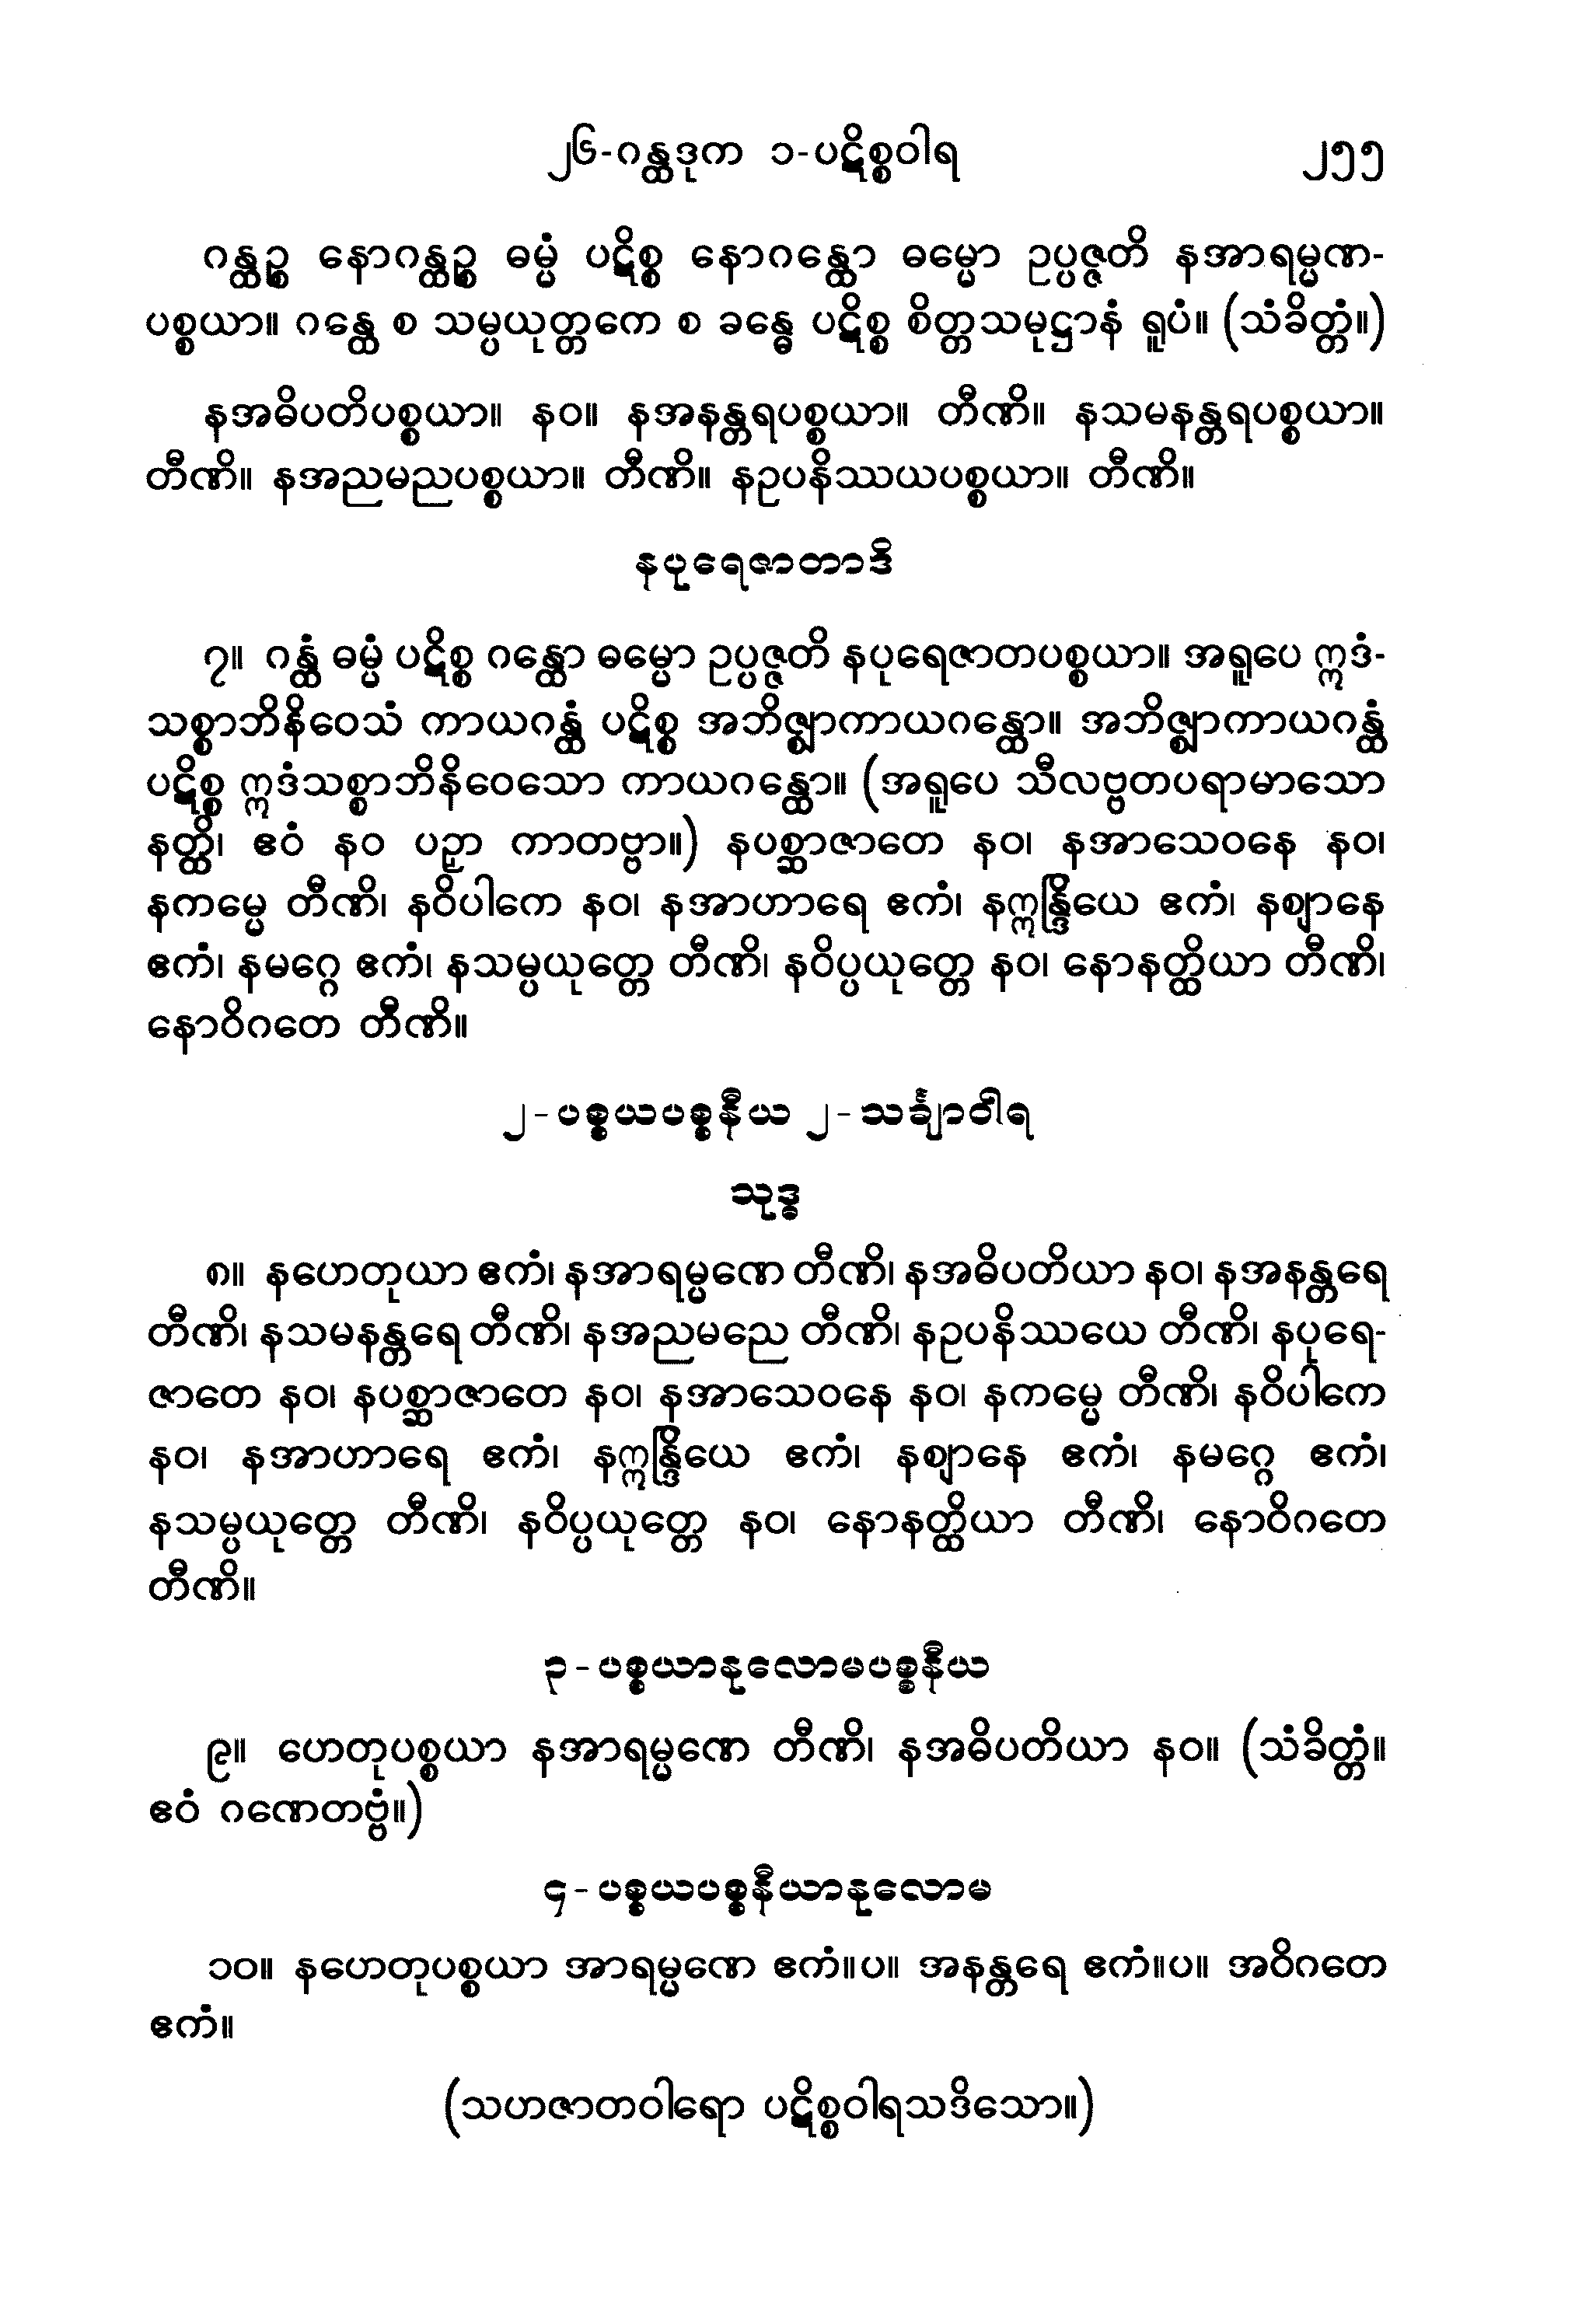 ၂၆-ဂန္ထဒုက ၁-ပဋိစ္စဝါရ ၂၅၅
ဂန္ထဉ္စ နောဂန္ထဉ္စ ဓမ္မံ ပဋိစ္စ နောဂန္ထော ဓမ္မော ဥပ္ပဇ္ဇတိ နအာရမ္မဏ-
ပစ္စယာ။ ဂန္ထေ စ သမ္ပယုတ္တကေ စ ခန္ဓေ ပဋိစ္စ စိတ္တသမုဋ္ဌာနံ ရူပံ။ (သံခိတ္တံ။)
နအဓိပတိပစ္စယာ။ နဝ။ နအနန္တရပစ္စယာ။ တီဏိ။ နသမနန္တရပစ္စယာ။
တီဏိ။ နအညမညပစ္စယာ။ တီဏိ။ နဥပနိဿယပစ္စယာ။ တီဏိ။
နပုရေဇာတာဒိ
၇။ ဂန္ထံ ဓမ္မံ ပဋိစ္စ ဂန္ထော ဓမ္မော ဥပ္ပဇ္ဇတိ နပုရေဇာတပစ္စယာ။ အရူပေ ဣဒံ-
သစ္စာဘိနိဝေသံ ကာယဂန္ထံ ပဋိစ္စ အဘိဇ္ဈာကာယဂန္ထော။ အဘိဇ္ဈာကာယဂန္ထံ
ပဋိစ္စ ဣဒံသစ္စာဘိနိဝေသော ကာယဂန္ထော။ (အရူပေ သီလဗ္ဗတပရာမာသော
နတ္ထိ၊ ဧဝံ နဝ ပဉှာ ကာတဗ္ဗာ။) နပစ္ဆာဇာတေ နဝ၊ နအာသေဝနေ နဝ၊
နကမ္မေ တီဏိ၊ နဝိပါကေ နဝ၊ နအာဟာရေ ဧကံ၊ နဣန္ဒြိယေ ဧကံ၊ နဈာနေ
ဧကံ၊ နမဂ္ဂေ ဧကံ၊ နသမ္ပယုတ္တေ တီဏိ၊ နဝိပ္ပယုတ္တေ နဝ၊ နောနတ္ထိယာ တီဏိ၊
နောဝိဂတေ တီဏိ။
၂-ပစ္စယပစ္စနီယ ၂-သင်္ချာဝါရ
သုဒ္ဓ
၈။ နဟေတုယာ ဧကံ၊ နအာရမ္မဏေ တီဏိ၊ နအဓိပတိယာ နဝ၊ နအနန္တရေ
တီဏိ၊ နသမနန္တရေ တီဏိ၊ နအညမညေ တီဏိ၊ နဥပနိဿယေ တီဏိ၊ နပုရေ-
ဇာတေ နဝ၊ နပစ္ဆာဇာတေ နဝ၊ နအာသေဝနေ နဝ၊ နကမ္မေ တီဏိ၊ နဝိပါကေ
နဝ၊ နအာဟာရေ ဧကံ၊ နဣန္ဒြိယေ ဧကံ၊ နဈာနေ ဧကံ၊ နမဂ္ဂေ ဧကံ၊
နသမ္ပယုတ္တေ တီဏိ၊ နဝိပ္ပယုတ္တေ နဝ၊ နောနတ္ထိယာ တီဏိ၊ နောဝိဂတေ
တီဏိ။
၃-ပစ္စယာနုလောမပစ္စနီယ
၉။ ဟေတုပစ္စယာ နအာရမ္မဏေ တီဏိ၊ နအဓိပတိယာ နဝ။ (သံခိတ္တံ။
ဧဝံ ဂဏေတဗ္ဗံ။)
၄-ပစ္စယပစ္စနီယာနုလောမ
၁၀။ နဟေတုပစ္စယာ အာရမ္မဏေ ဧကံ။ပ။ အနန္တရေ ဧကံ။ပ။ အဝိဂတေ
ဧကံ။
(သဟဇာတဝါရော ပဋိစ္စဝါရသဒိသော။)